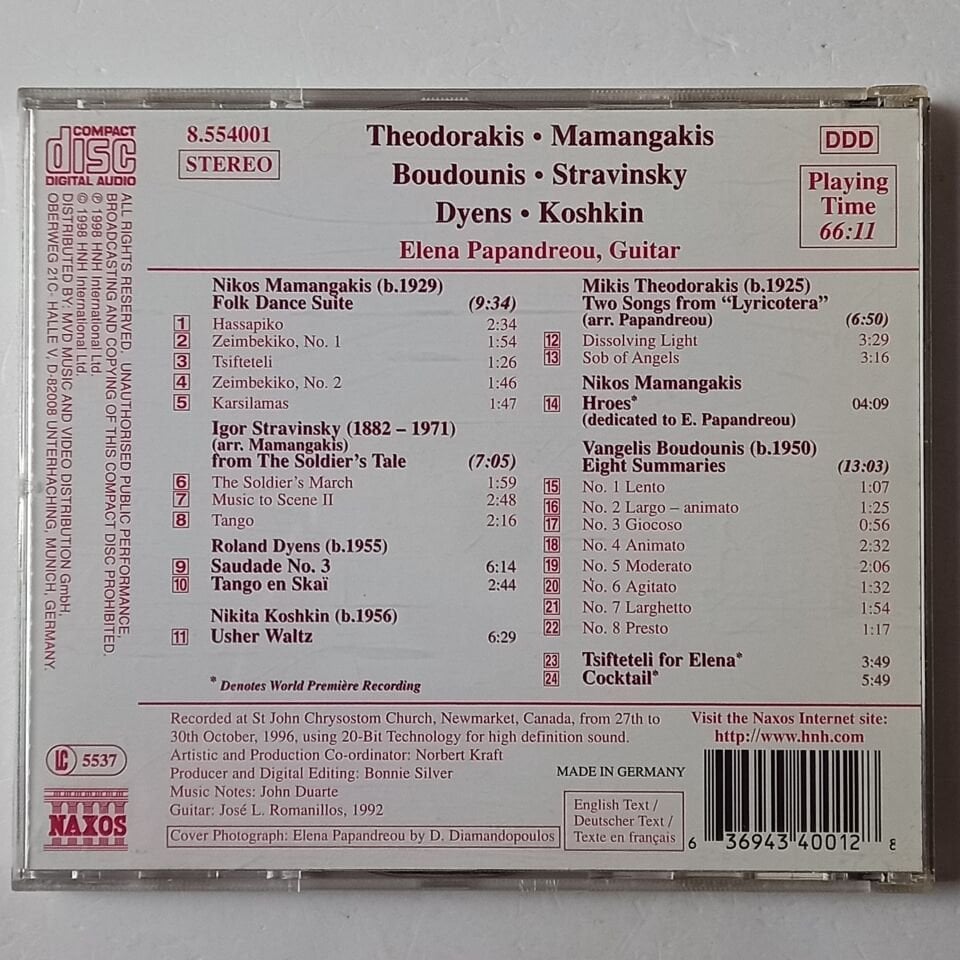 COMPACT
disc
DIGITAL AUDIO
8.554001
STEREO
Theodorakis • Mamangakis
Boudounis • Stravinsky
Dyens • Koshkin
Elena Papandreou, Guitar
DDD
Playing
Time
66:11
ALL RIGHTS RESERVED. UNAUTHORISED PUBLIC PERFORMANCE,
BROADCASTING AND COPYING OF THIS COMPACT DISC PROHIBITED.
℗ 1998 HNH International Ltd.
© 1998 HNH International Ltd.
DISTRIBUTED BY: MVD MUSIC AND VIDEO DISTRIBUTION GmbH,
OBERWEG 21C - HALLE V, D-82008 UNTERHACHING, MUNICH, GERMANY.
Nikos Mamangakis (b.1929)
Folk Dance Suite (9:34)
1 Hassapiko 2:34
2 Zeimbekiko, No. 1 1:54
3 Tsifteteli 1:26
4 Zeimbekiko, No. 2 1:46
5 Karsilamas 1:47
Igor Stravinsky (1882 – 1971)
(arr. Mamangakis)
from The Soldier's Tale (7:05)
6 The Soldier's March 1:59
7 Music to Scene II 2:48
8 Tango 2:16
Roland Dyens (b.1955)
9 Saudade No. 3 6:14
10 Tango en Skaï 2:44
Nikita Koshkin (b.1956)
11 Usher Waltz 6:29
* Denotes World Première Recording
Mikis Theodorakis (b.1925)
Two Songs from “Lyricotera”
(arr. Papandreou) (6:50)
12 Dissolving Light 3:29
13 Sob of Angels 3:16
Nikos Mamangakis
14 Hroes* 04:09
(dedicated to E. Papandreou)
Vangelis Boudounis (b.1950)
Eight Summaries (13:03)
15 No. 1 Lento 1:07
16 No. 2 Largo – animato 1:25
17 No. 3 Giocoso 0:56
18 No. 4 Animato 2:32
19 No. 5 Moderato 2:06
20 No. 6 Agitato 1:32
21 No. 7 Larghetto 1:54
22 No. 8 Presto 1:17
23 Tsifteteli for Elena* 3:49
24 Cocktail* 5:49
LC 5537
NAXOS
Recorded at St John Chrysostom Church, Newmarket, Canada, from 27th to
30th October, 1996, using 20-Bit Technology for high definition sound.
Artistic and Production Co-ordinator: Norbert Kraft
Producer and Digital Editing: Bonnie Silver
Music Notes: John Duarte
Guitar: José L. Romanillos, 1992
Cover Photograph: Elena Papandreou by D. Diamandopoulos
Visit the Naxos Internet site:
http://www.hnh.com
MADE IN GERMANY
English Text /
Deutscher Text /
Texte en français
6 36943 40012 8